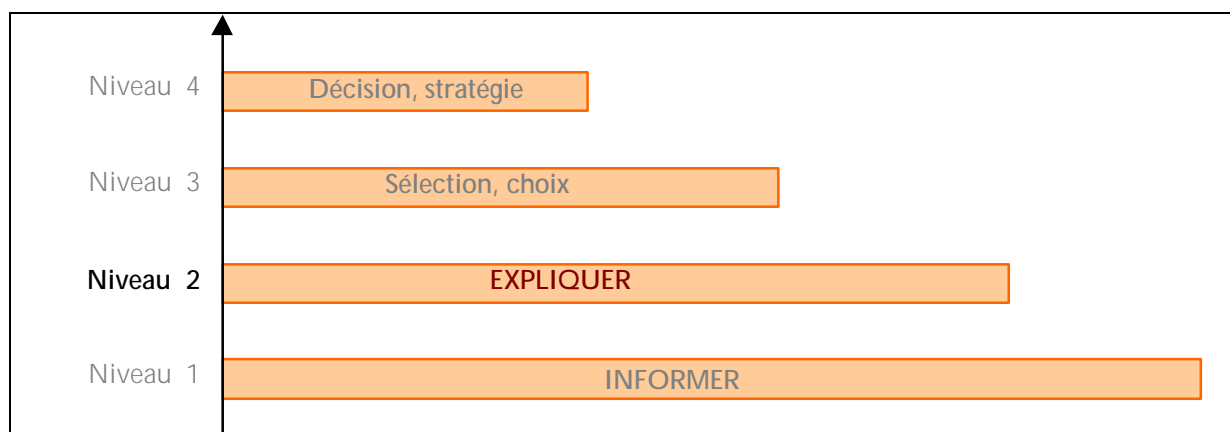 Niveau 4 Décision, stratégie
Niveau 3 Sélection, choix
Niveau 2 EXPLIQUER
Niveau 1 INFORMER